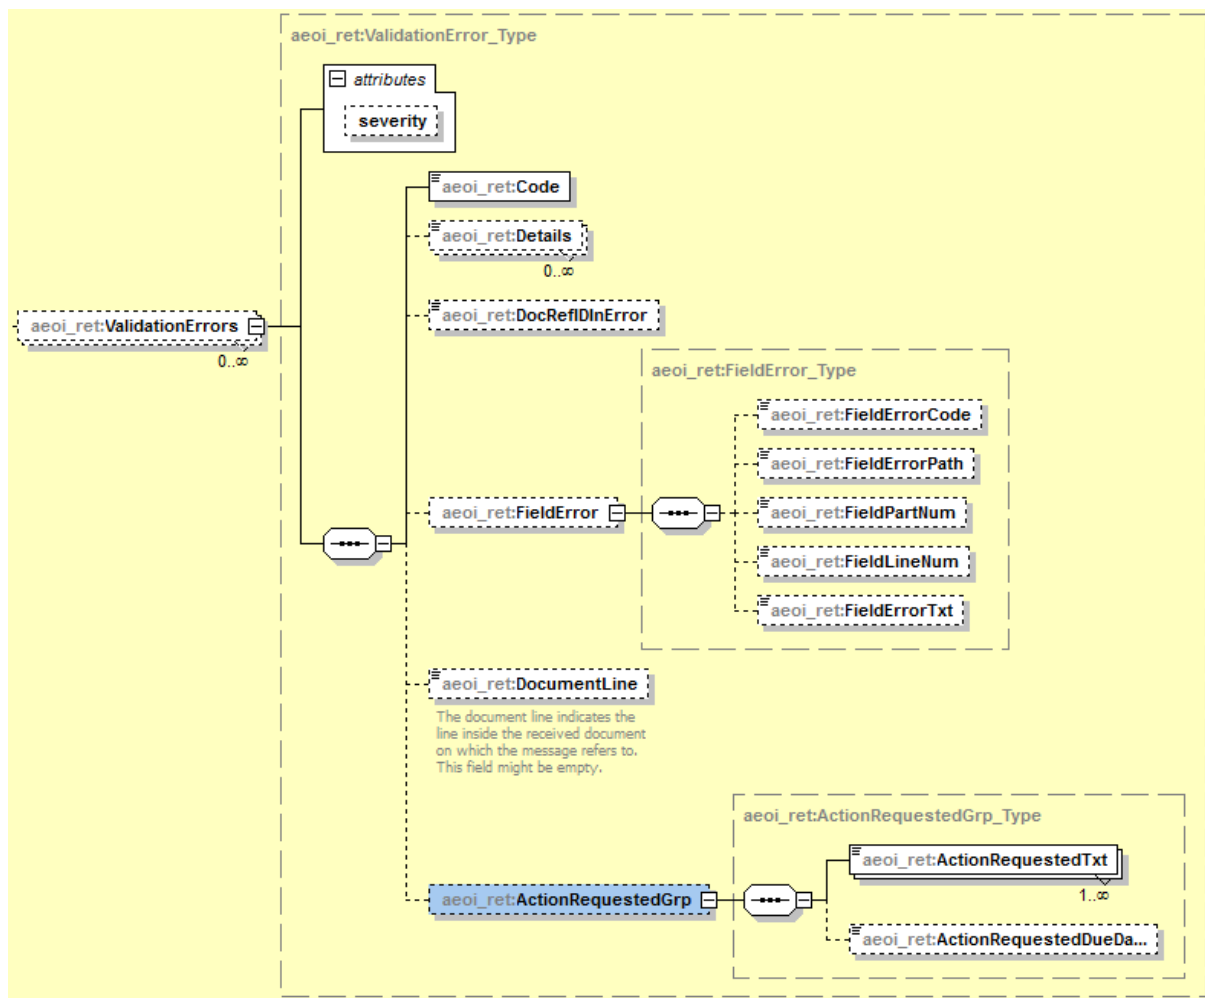 aeoi_ret:ValidationError_Type
attributes
severity
aeoi_ret:Code
aeoi_ret:Details
0..∞
aeoi_ret:DocRefIDInError
aeoi_ret:ValidationErrors
0..∞
aeoi_ret:FieldError_Type
aeoi_ret:FieldErrorCode
aeoi_ret:FieldErrorPath
aeoi_ret:FieldError
aeoi_ret:FieldPartNum
aeoi_ret:FieldLineNum
aeoi_ret:FieldErrorTxt
aeoi_ret:DocumentLine
The document line indicates the
line inside the received document
on which the message refers to.
This field might be empty.
aeoi_ret:ActionRequestedGrp_Type
aeoi_ret:ActionRequestedTxt
1..∞
aeoi_ret:ActionRequestedGrp
aeoi_ret:ActionRequestedDueDa...